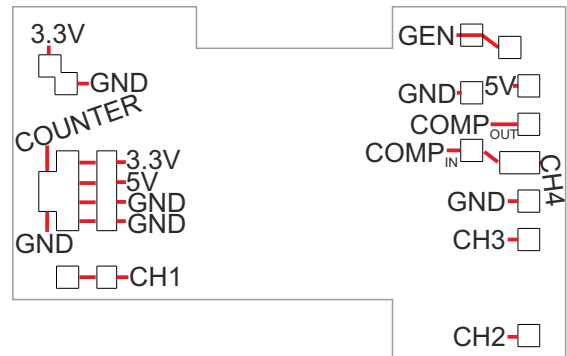 3.3V
GND
COUNTER
3.3V
5V
GND
GND
GND
CH1
GEN
GND
5V
COMP OUT
COMP IN
CH4
GND
CH3
CH2